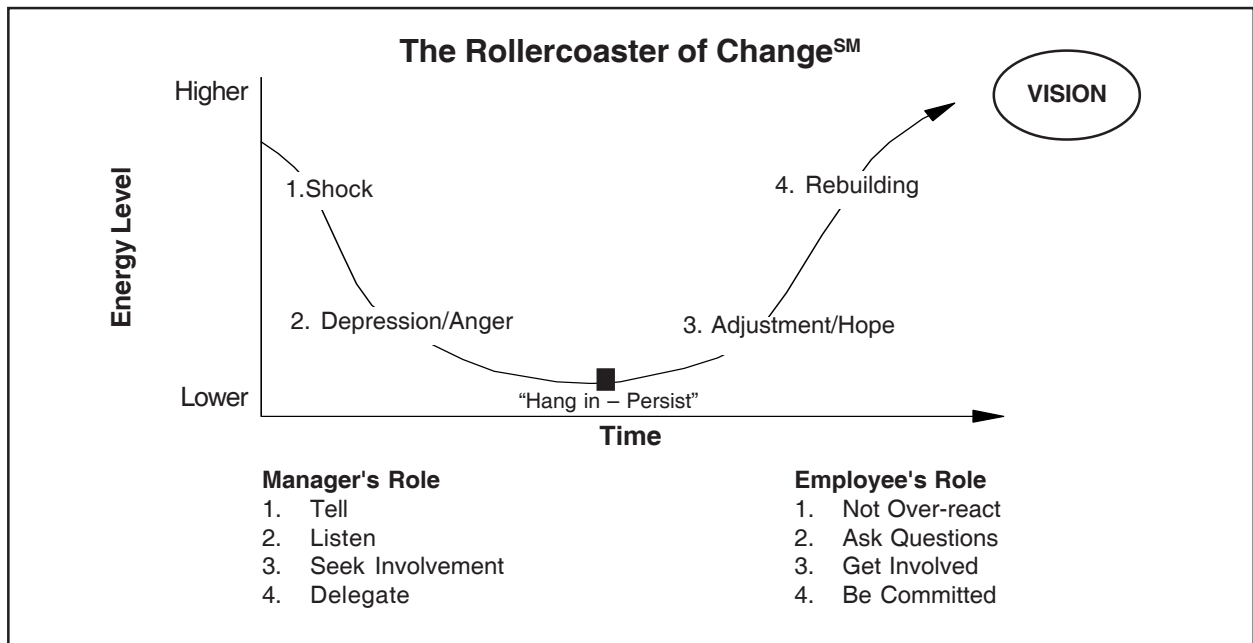 The Rollercoaster of Change℠
Higher
VISION
Energy Level
1.Shock
4. Rebuilding
2. Depression/Anger
3. Adjustment/Hope
Lower
“Hang in – Persist”
Time
Manager's Role
1. Tell
2. Listen
3. Seek Involvement
4. Delegate
Employee's Role
1. Not Over-react
2. Ask Questions
3. Get Involved
4. Be Committed